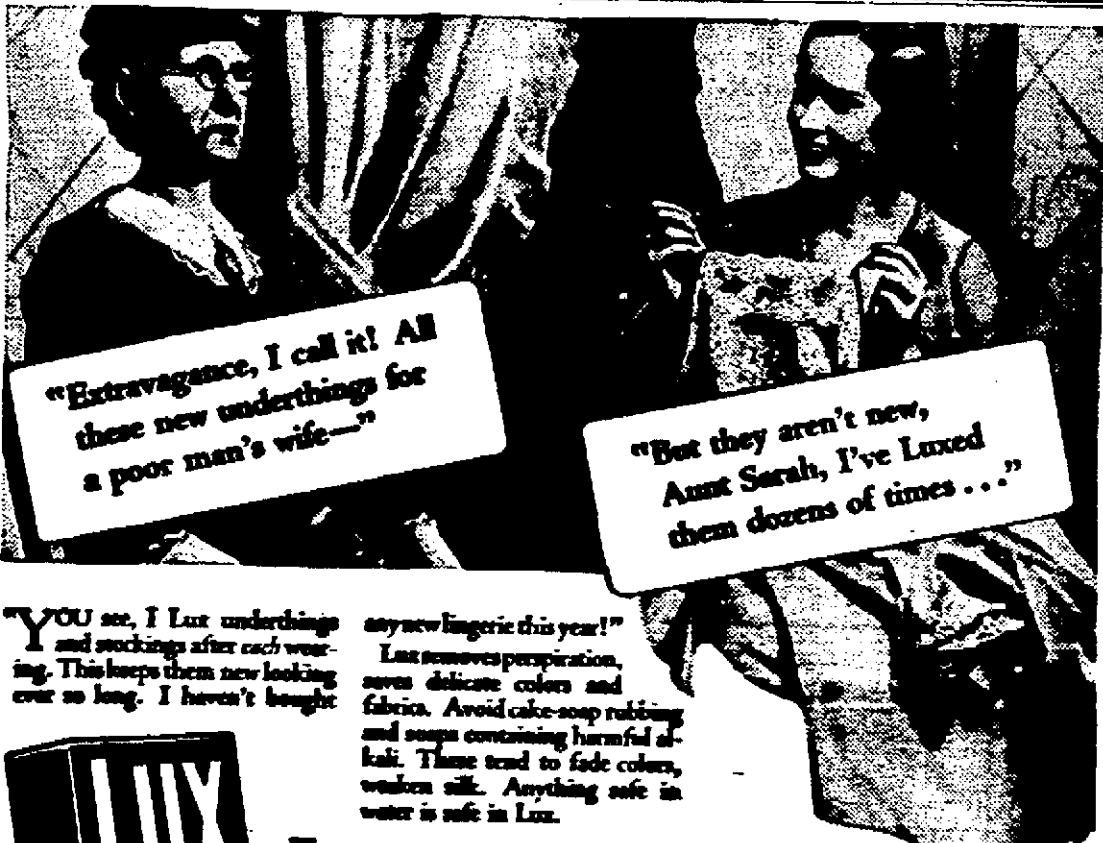 "Extravagance, I call it! All
these new underthings for
a poor man's wife—"
"But they aren't new,
Aunt Sarah, I've Luxed
them dozens of times . . ."
"YOU see, I Lux underthings
and stockings after each wear-
ing. This keeps them new looking
ever so long. I haven't bought
any new lingerie this year!"
Lux removes perspiration,
saves delicate colors and
fabrics. Avoid cake-soap rubbing
and soaps containing harmful al-
kali. These tend to fade colors,
weaken silk. Anything safe in
water is safe in Lux.
LUX